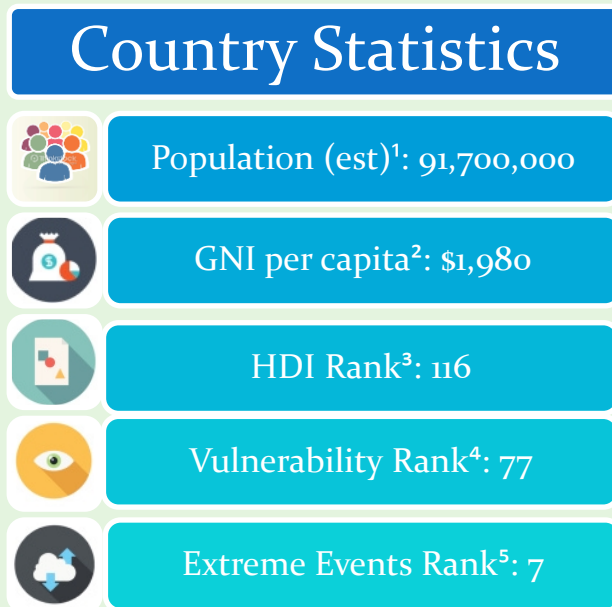 Country Statistics
Population (est)¹: 91,700,000
GNI per capita²: $1,980
HDI Rank³: 116
Vulnerability Rank⁴: 77
Extreme Events Rank⁵: 7